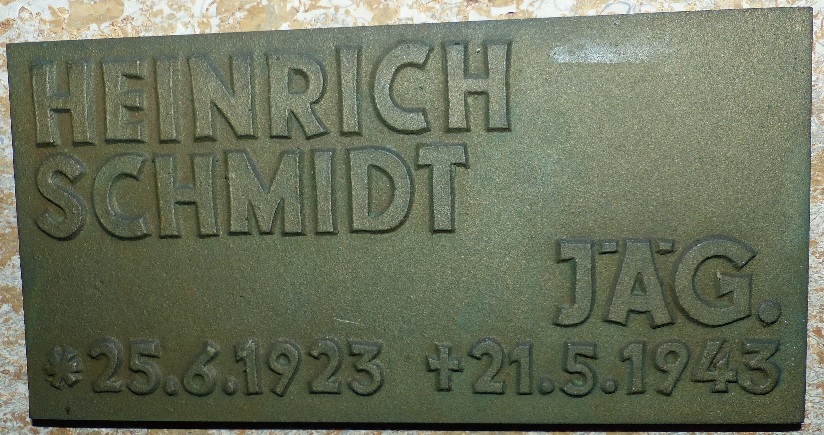 HEINRICH
SCHMIDT
JÄG.
* 25.6.1923 ✝ 21.5.1943